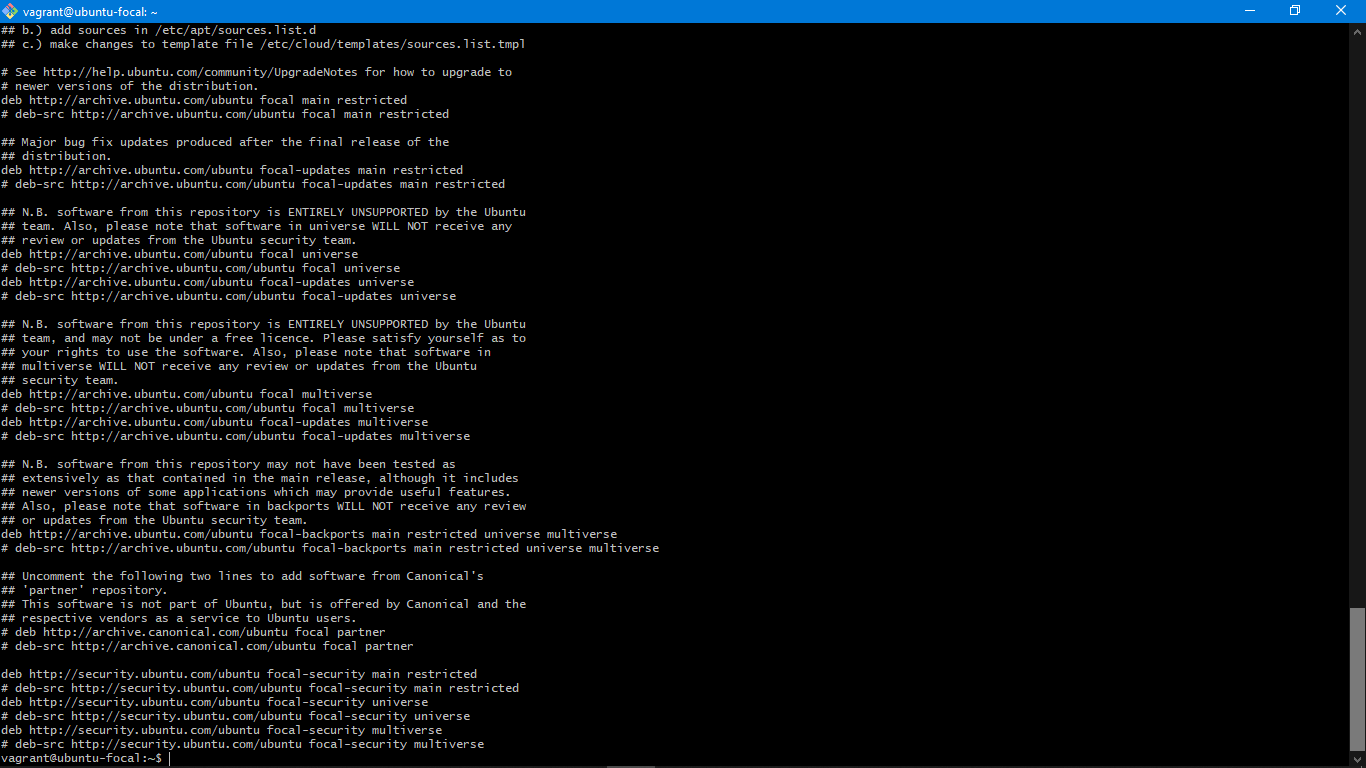 vagrant@ubuntu-focal: ~
## b.) add sources in /etc/apt/sources.list.d
## c.) make changes to template file /etc/cloud/templates/sources.list.tmpl

# See http://help.ubuntu.com/community/UpgradeNotes for how to upgrade to
# newer versions of the distribution.
deb http://archive.ubuntu.com/ubuntu focal main restricted
# deb-src http://archive.ubuntu.com/ubuntu focal main restricted

## Major bug fix updates produced after the final release of the
## distribution.
deb http://archive.ubuntu.com/ubuntu focal-updates main restricted
# deb-src http://archive.ubuntu.com/ubuntu focal-updates main restricted

## N.B. software from this repository is ENTIRELY UNSUPPORTED by the Ubuntu
## team. Also, please note that software in universe WILL NOT receive any
## review or updates from the Ubuntu security team.
deb http://archive.ubuntu.com/ubuntu focal universe
# deb-src http://archive.ubuntu.com/ubuntu focal universe
deb http://archive.ubuntu.com/ubuntu focal-updates universe
# deb-src http://archive.ubuntu.com/ubuntu focal-updates universe

## N.B. software from this repository is ENTIRELY UNSUPPORTED by the Ubuntu
## team, and may not be under a free licence. Please satisfy yourself as to
## your rights to use the software. Also, please note that software in
## multiverse WILL NOT receive any review or updates from the Ubuntu
## security team.
deb http://archive.ubuntu.com/ubuntu focal multiverse
# deb-src http://archive.ubuntu.com/ubuntu focal multiverse
deb http://archive.ubuntu.com/ubuntu focal-updates multiverse
# deb-src http://archive.ubuntu.com/ubuntu focal-updates multiverse

## N.B. software from this repository may not have been tested as
## extensively as that contained in the main release, although it includes
## newer versions of some applications which may provide useful features.
## Also, please note that software in backports WILL NOT receive any review
## or updates from the Ubuntu security team.
deb http://archive.ubuntu.com/ubuntu focal-backports main restricted universe multiverse
# deb-src http://archive.ubuntu.com/ubuntu focal-backports main restricted universe multiverse

## Uncomment the following two lines to add software from Canonical's
## 'partner' repository.
## This software is not part of Ubuntu, but is offered by Canonical and the
## respective vendors as a service to Ubuntu users.
# deb http://archive.canonical.com/ubuntu focal partner
# deb-src http://archive.canonical.com/ubuntu focal partner

deb http://security.ubuntu.com/ubuntu focal-security main restricted
# deb-src http://security.ubuntu.com/ubuntu focal-security main restricted
deb http://security.ubuntu.com/ubuntu focal-security universe
# deb-src http://security.ubuntu.com/ubuntu focal-security universe
deb http://security.ubuntu.com/ubuntu focal-security multiverse
# deb-src http://security.ubuntu.com/ubuntu focal-security multiverse
vagrant@ubuntu-focal:~$